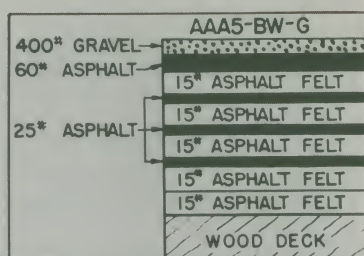 AAA5-BW-G
400# GRAVEL
60# ASPHALT
15# ASPHALT FELT
15# ASPHALT FELT
25# ASPHALT
15# ASPHALT FELT
15# ASPHALT FELT
15# ASPHALT FELT
WOOD DECK